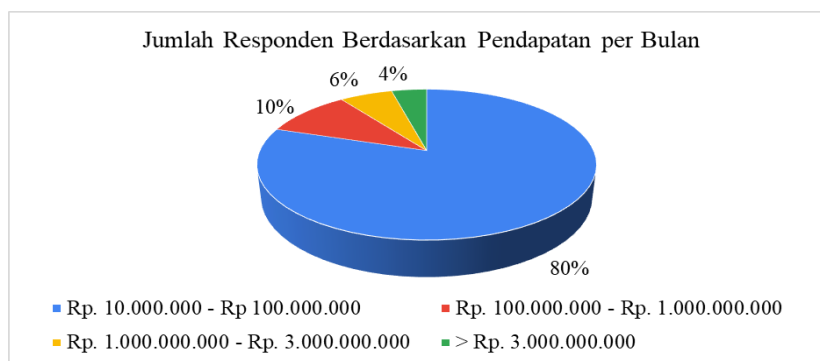 Jumlah Responden Berdasarkan Pendapatan per Bulan
6%
4%
10%
80%
Rp. 10.000.000 - Rp 100.000.000
Rp. 100.000.000 - Rp. 1.000.000.000
Rp. 1.000.000.000 - Rp. 3.000.000.000
> Rp. 3.000.000.000